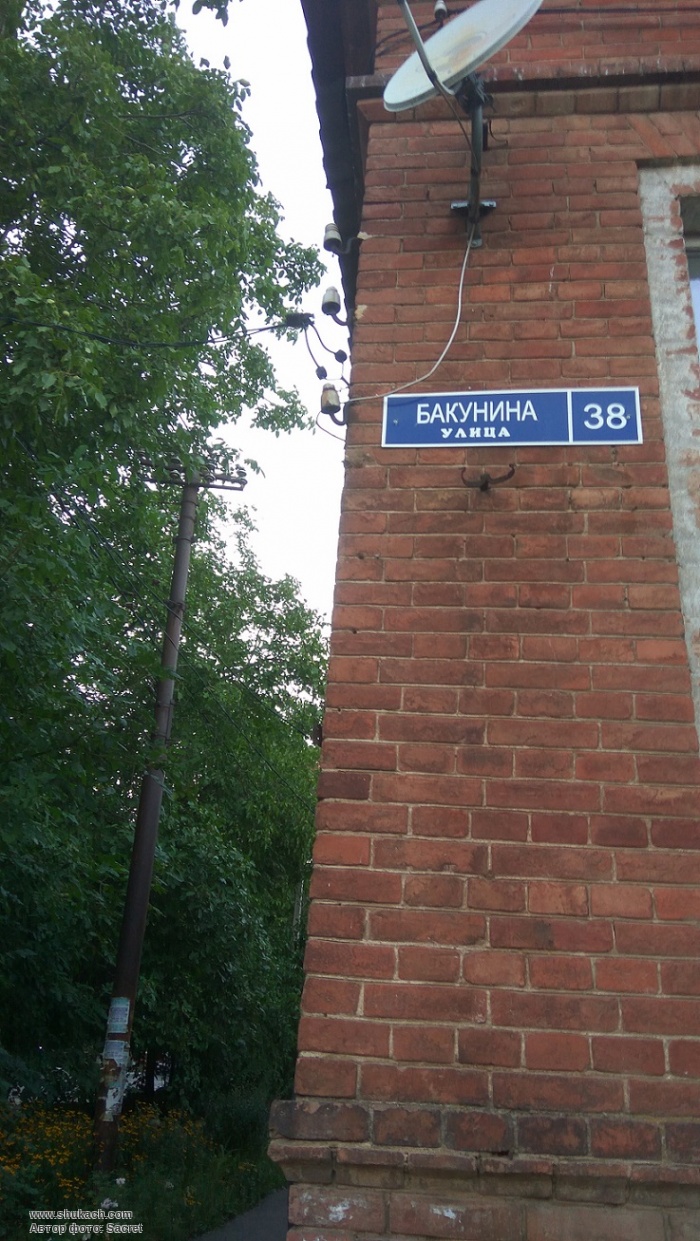 БАКУНИНА 38
УЛИЦА
www.shukach.com
Автор фото: Sacret